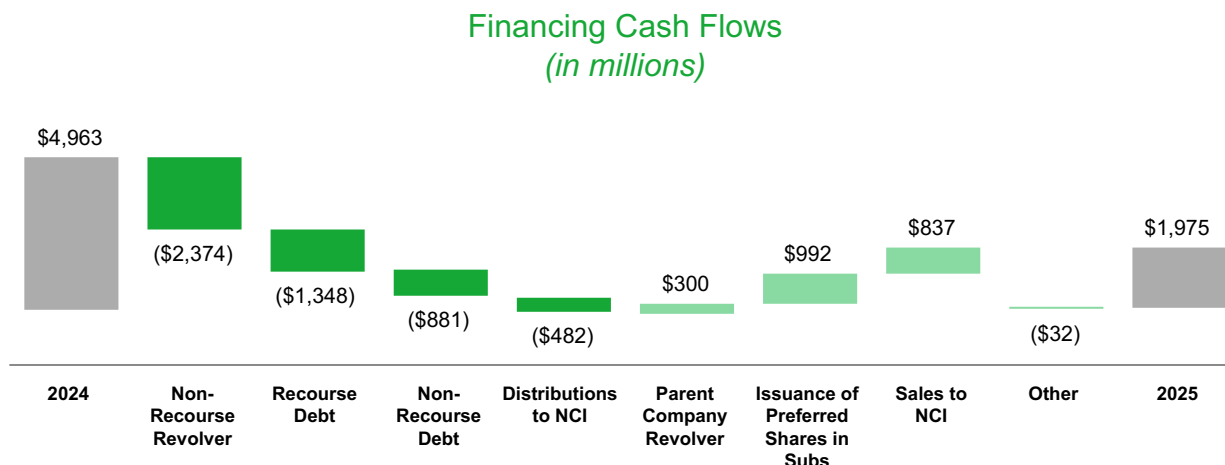 Financing Cash Flows
(in millions)
$4,963
($2,374)
($1,348)
($881)
($482)
$300
$992
$837
($32)
$1,975
2024
Non-
Recourse
Revolver
Recourse
Debt
Non-
Recourse
Debt
Distributions
to NCI
Parent
Company
Revolver
Issuance of
Preferred
Shares in
Subs
Sales to
NCI
Other
2025